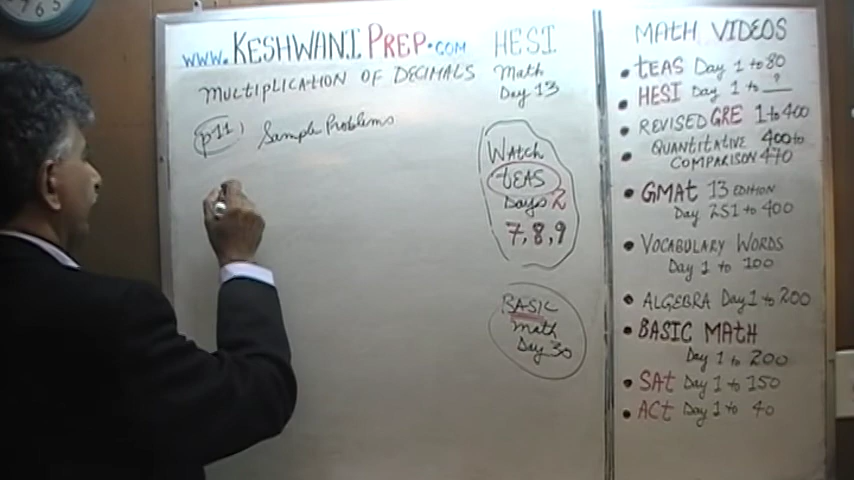 www.KESHWANIPREP.COM
MULTIPLICATION OF DECIMALS
p11) Sample Problems
HESI
Math
Day 13
WAtch
tEAS
Days 2
7,8,9
BASIC
math
Day 30
MATH VIDEOS
• tEAS Day 1 to 80
• HESI Day 1 to ?
• REVISED GRE 1 to 400
• QUANTITATIVE 400 to
COMPARISON 470
• GMAt 13 EDITION
Day 251 to 400
• VOCABULARY WORDS
Day 1 to 100
• ALGEBRA Day 1 to 200
• BASIC MATH
Day 1 to 200
• SAt Day 1 to 150
• ACt Day 1 to 40